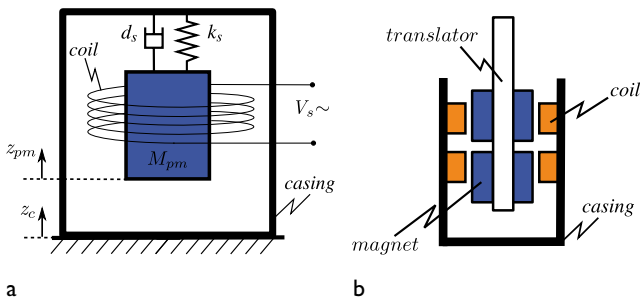 d_s
k_s
coil
V_s ~
M_pm
z_pm
z_c
casing
a
translator
coil
casing
magnet
b